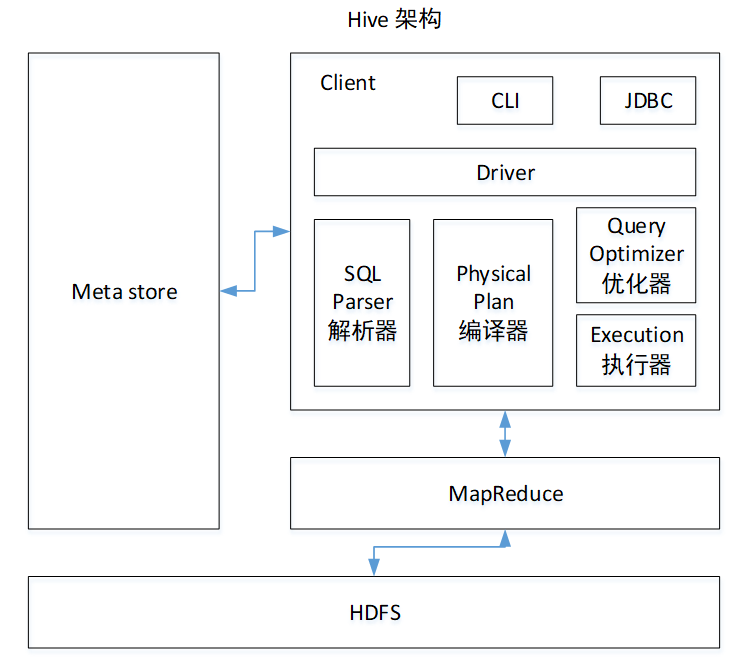 Hive 架构
Client
CLI
JDBC
Driver
Meta store
SQL
Parser
解析器
Physical
Plan
编译器
Query
Optimizer
优化器
Execution
执行器
MapReduce
HDFS